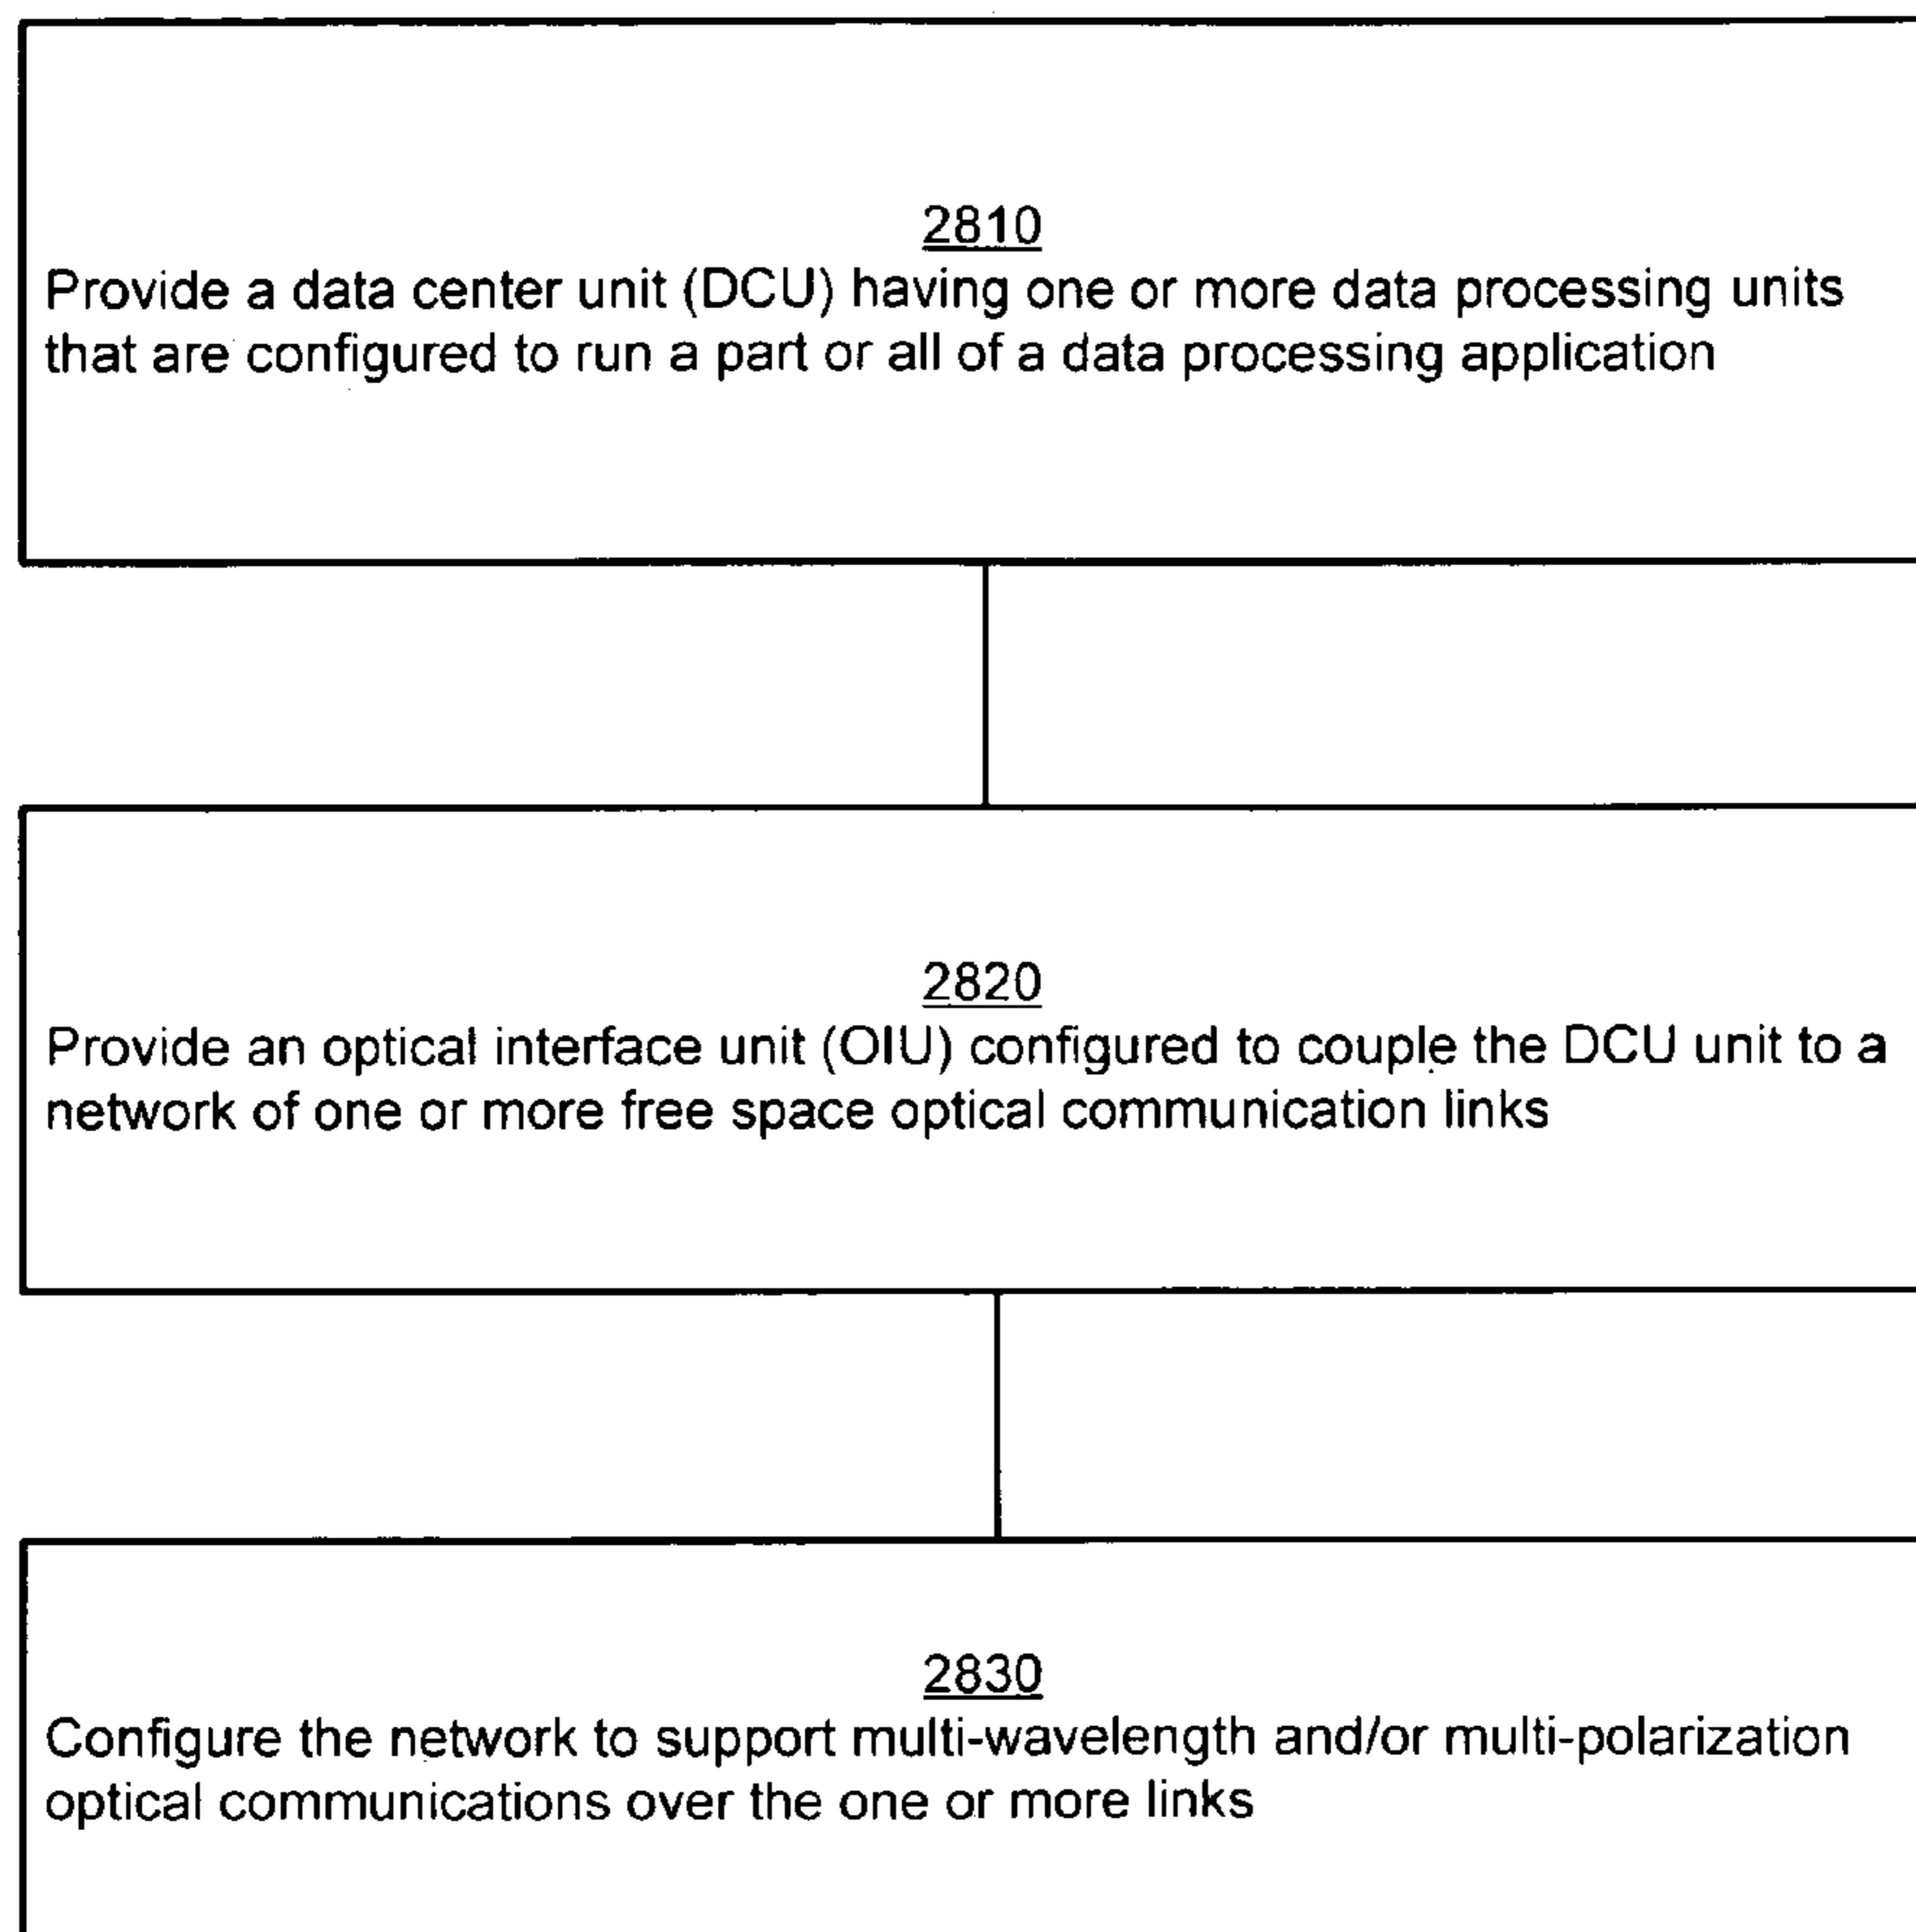 2810
Provide a data center unit (DCU) having one or more data processing units
that are configured to run a part or all of a data processing application
2820
Provide an optical interface unit (OIU) configured to couple the DCU unit to a
network of one or more free space optical communication links
2830
Configure the network to support multi-wavelength and/or multi-polarization
optical communications over the one or more links